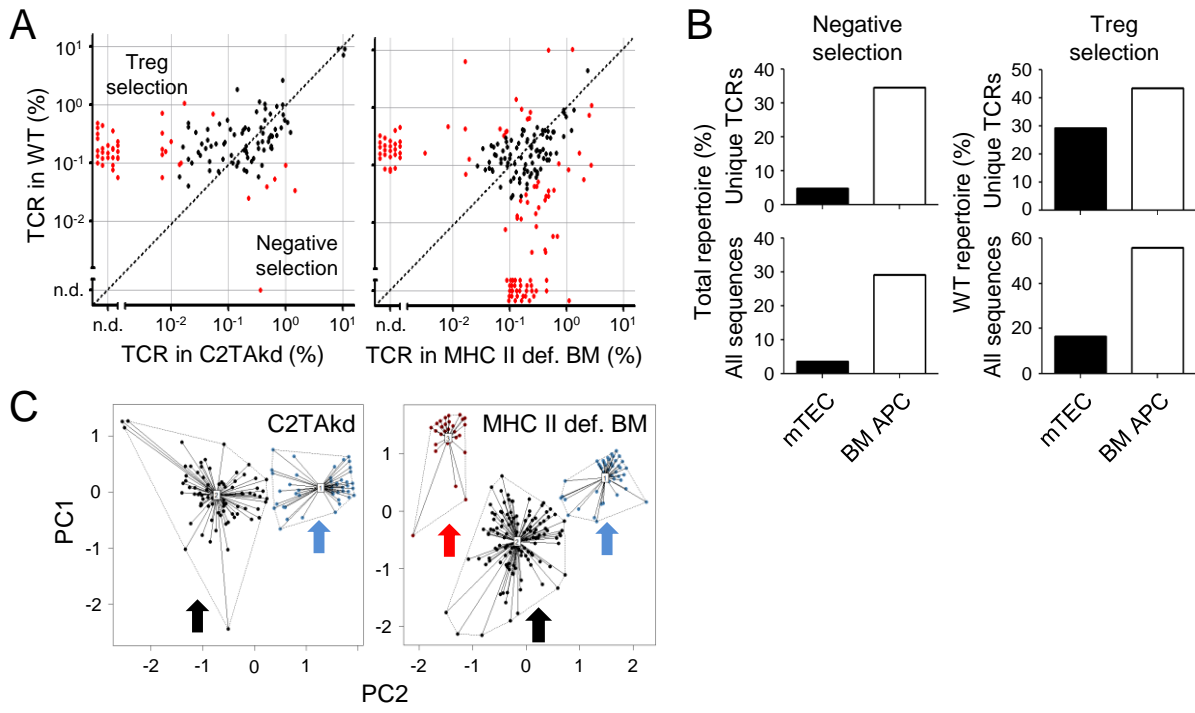 A
TCR in WT (%)
10¹
10⁰
10⁻¹
10⁻²
n.d.
Treg
selection
Negative
selection
n.d.
10⁻²
10⁻¹
10⁰
10¹
TCR in C2TAkd (%)
n.d.
10⁻²
10⁻¹
10⁰
10¹
TCR in MHC II def. BM (%)
B
Negative
selection
Total repertoire (%)
Unique TCRs
40
30
20
10
0
All sequences
40
30
20
10
0
mTEC
BM APC
Treg
selection
WT repertoire (%)
Unique TCRs
50
40
30
20
10
0
All sequences
60
40
20
0
mTEC
BM APC
C
C2TAkd
PC1
1
0
-1
-2
-2
-1
0
1
MHC II def. BM
1
0
-1
-2
-2
-1
0
1
2
PC2